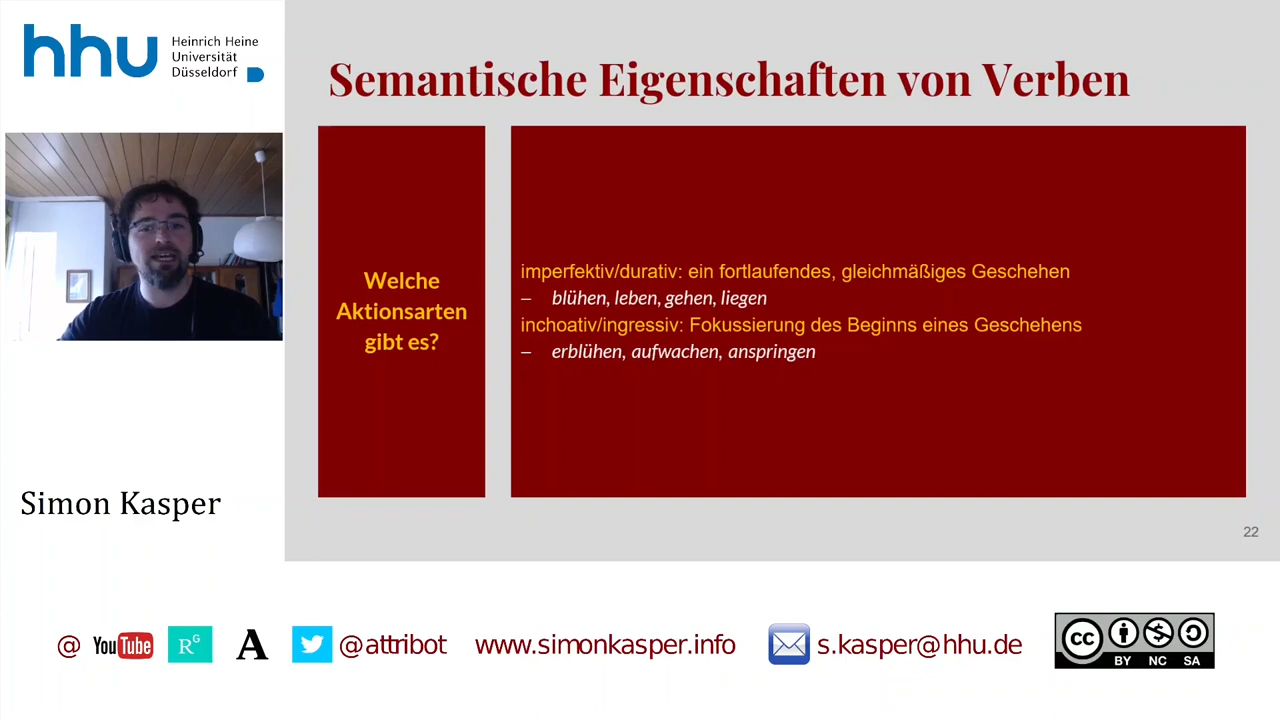 hhu Heinrich Heine
Universität
Düsseldorf
Semantische Eigenschaften von Verben
Welche
Aktionsarten
gibt es?
imperfektiv/durativ: ein fortlaufendes, gleichmäßiges Geschehen
– blühen, leben, gehen, liegen
inchoativ/ingressiv: Fokussierung des Beginns eines Geschehens
– erblühen, aufwachen, anspringen
Simon Kasper
22
@ YouTube RG A @attribot www.simonkasper.info s.kasper@hhu.de cc
BY NC SA